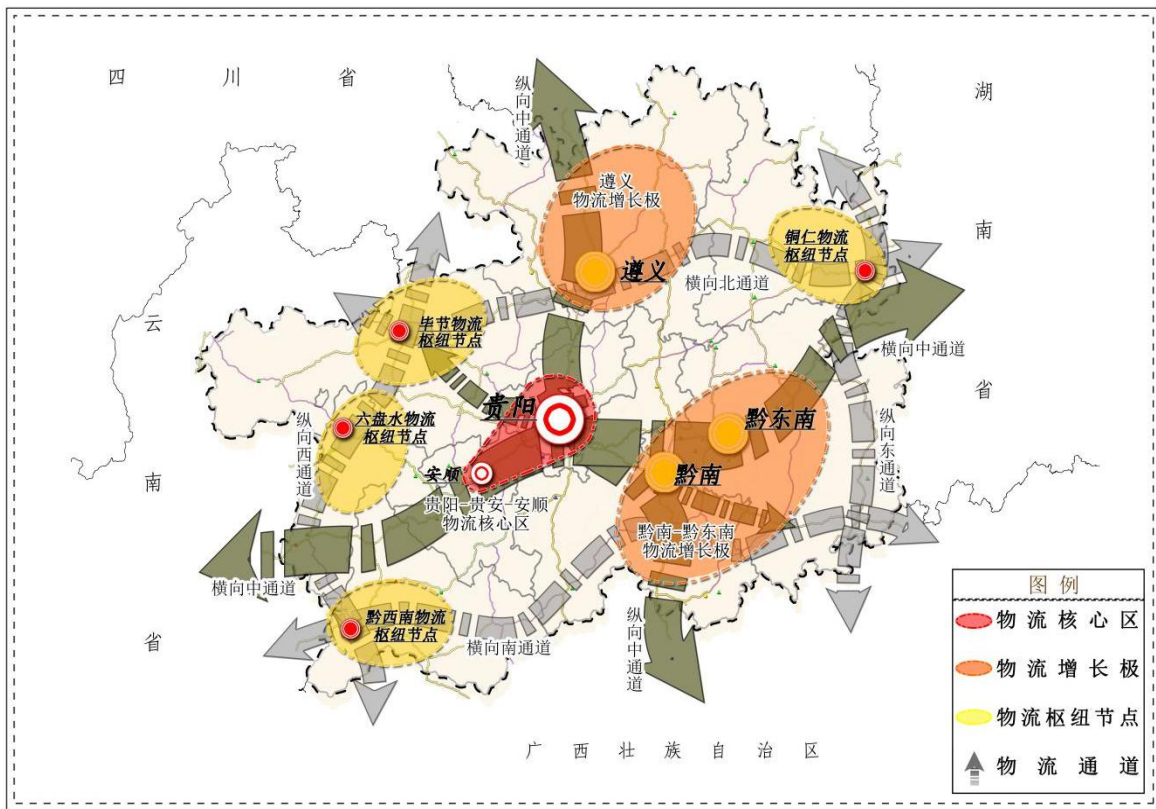 四川省
湖南省
云南省
广西壮族自治区
纵向中通道
遵义
物流增长极
遵义
铜仁物流
枢纽节点
横向北通道
毕节物流
枢纽节点
横向中通道
贵阳
黔东南
六盘水物流
枢纽节点
纵向西通道
纵向东通道
安顺
黔南
贵阳-贵安-安顺
物流核心区
黔南-黔东南
物流增长极
横向中通道
黔西南物流
枢纽节点
横向南通道
纵向中通道
图例
物流核心区
物流增长极
物流枢纽节点
物流通道